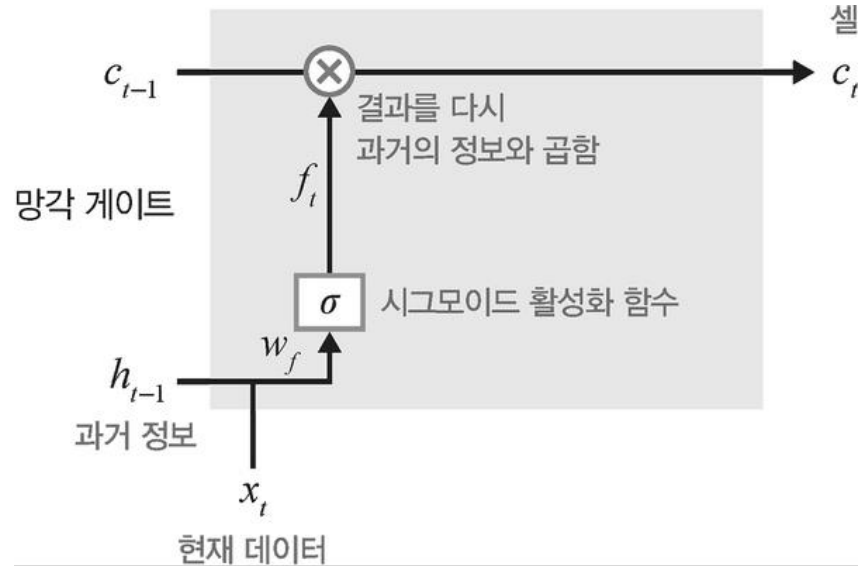 셀
c_{t-1}
c_t
결과를 다시
과거의 정보와 곱함
f_t
망각 게이트
σ
시그모이드 활성화 함수
w_f
h_{t-1}
과거 정보
x_t
현재 데이터